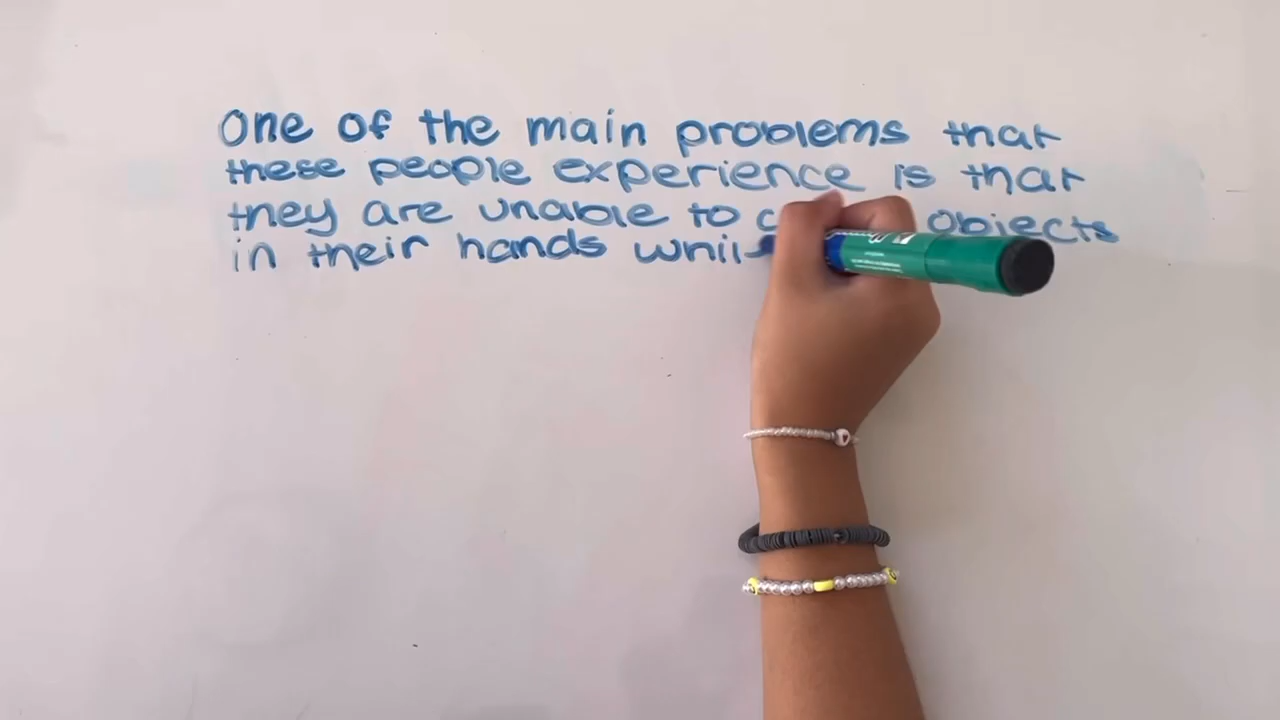 One of the main problems that
these people experience is that
they are unable to objects
in their hands